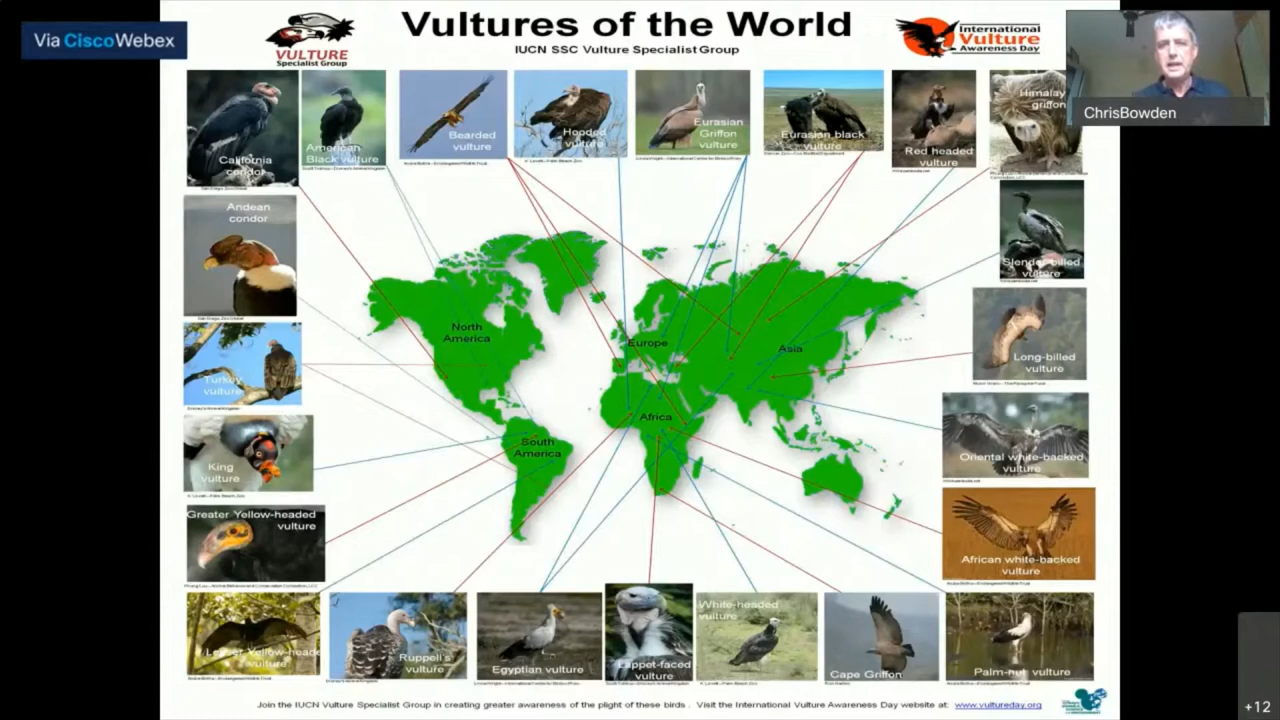 Via Cisco Webex
VULTURE
Specialist Group
Vultures of the World
IUCN SSC Vulture Specialist Group
International
Vulture
Awareness Day
ChrisBowden
California
condor
American
Black vulture
Bearded
vulture
Hooded
vulture
Eurasian
Griffon
vulture
Eurasian black
vulture
Red headed
vulture
Himalay
griffon
Andean
condor
Slender-billed
vulture
Turkey
vulture
Long-billed
vulture
King
vulture
Oriental white-backed
vulture
Greater Yellow-headed
vulture
African white-backed
vulture
North
America
Europe
Asia
Africa
South
America
Lesser Yellow-heade
vulture
Ruppell's
vulture
Egyptian vulture
Lappet-faced
vulture
White-headed
vulture
Cape Griffon
Palm-nut vulture
Join the IUCN Vulture Specialist Group in creating greater awareness of the plight of these birds . Visit the International Vulture Awareness Day website at: www.vultureday.org
+12